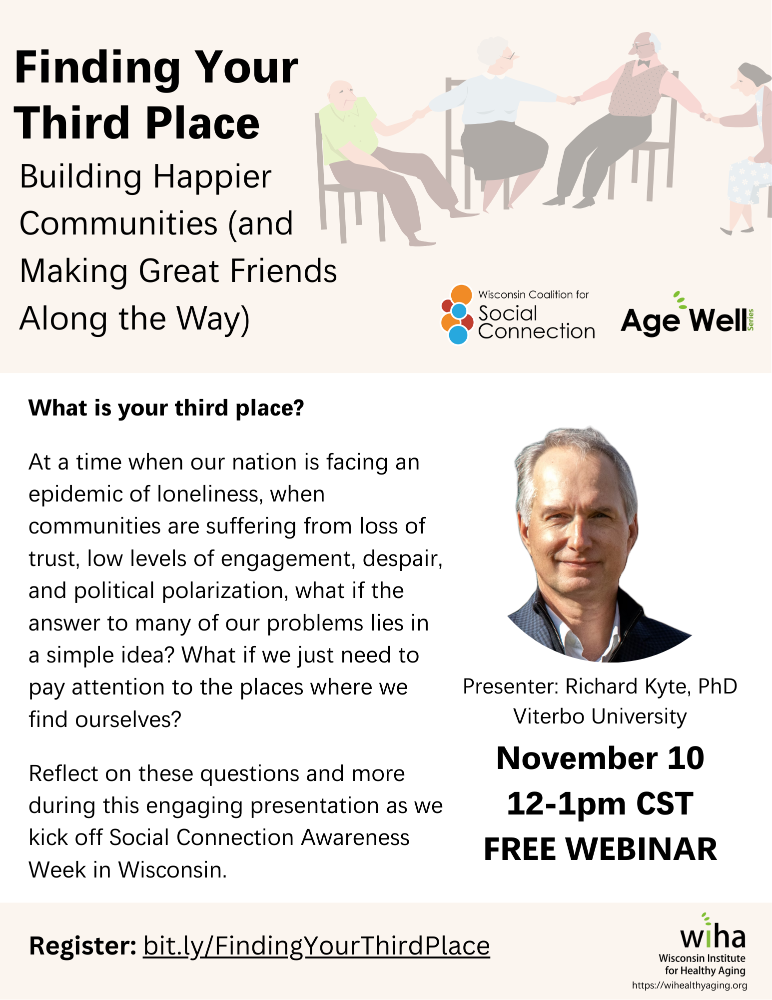 Finding Your
Third Place
Building Happier
Communities (and
Making Great Friends
Along the Way)
Wisconsin Coalition for
Social
Connection
Age Well
Series
What is your third place?
At a time when our nation is facing an
epidemic of loneliness, when
communities are suffering from loss of
trust, low levels of engagement, despair,
and political polarization, what if the
answer to many of our problems lies in
a simple idea? What if we just need to
pay attention to the places where we
find ourselves?
Reflect on these questions and more
during this engaging presentation as we
kick off Social Connection Awareness
Week in Wisconsin.
Presenter: Richard Kyte, PhD
Viterbo University
November 10
12-1pm CST
FREE WEBINAR
Register: bit.ly/FindingYourThirdPlace
wiha
Wisconsin Institute
for Healthy Aging
https://wihealthyaging.org